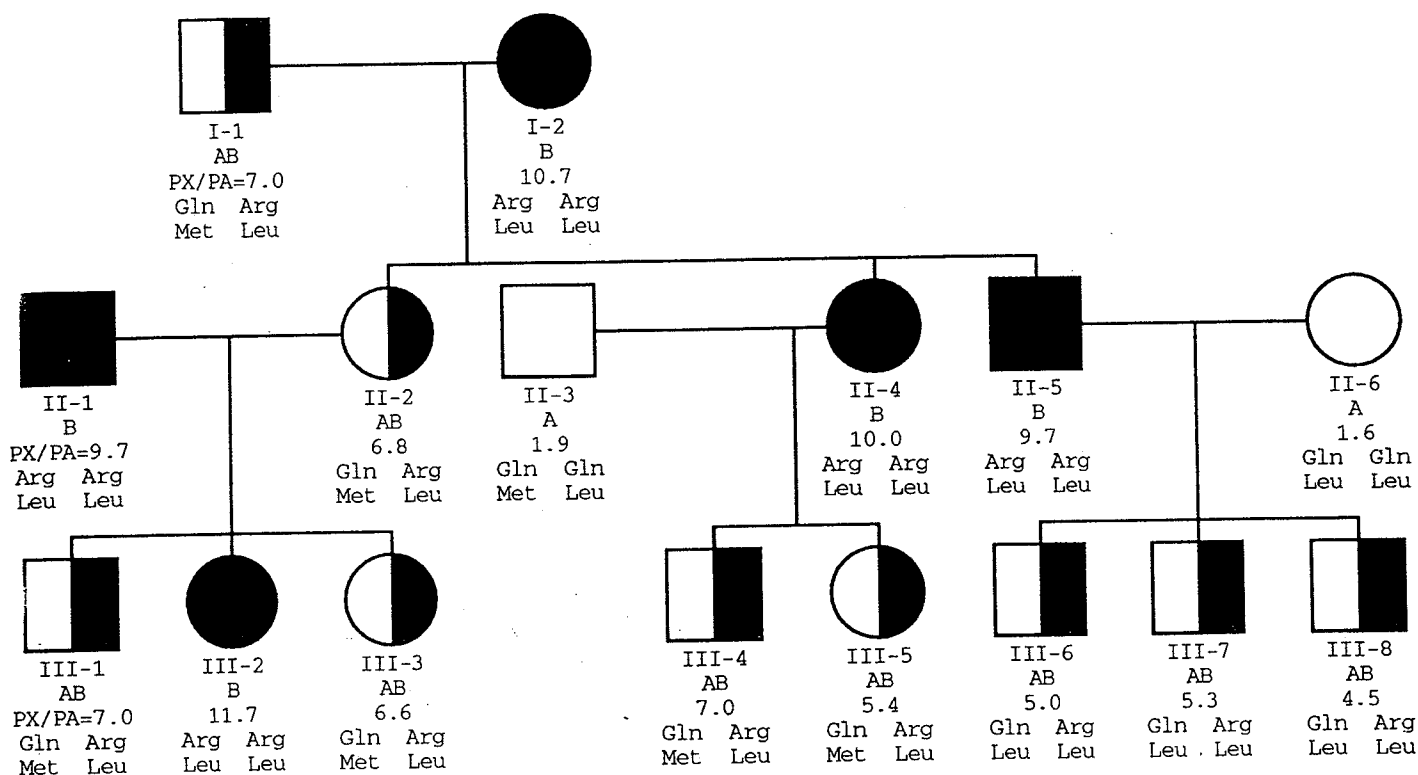 I-1
AB
PX/PA=7.0
Gln Arg
Met Leu
I-2
B
10.7
Arg Arg
Leu Leu
II-1
B
PX/PA=9.7
Arg Arg
Leu Leu
II-2
AB
6.8
Gln Arg
Met Leu
II-3
A
1.9
Gln Gln
Met Leu
II-4
B
10.0
Arg Arg
Leu Leu
II-5
B
9.7
Arg Arg
Leu Leu
II-6
A
1.6
Gln Gln
Leu Leu
III-1
AB
PX/PA=7.0
Gln Arg
Met Leu
III-2
B
11.7
Arg Arg
Leu Leu
III-3
AB
6.6
Gln Arg
Met Leu
III-4
AB
7.0
Gln Arg
Met Leu
III-5
AB
5.4
Gln Arg
Met Leu
III-6
AB
5.0
Gln Arg
Leu Leu
III-7
AB
5.3
Gln Arg
Leu Leu
III-8
AB
4.5
Gln Arg
Leu Leu